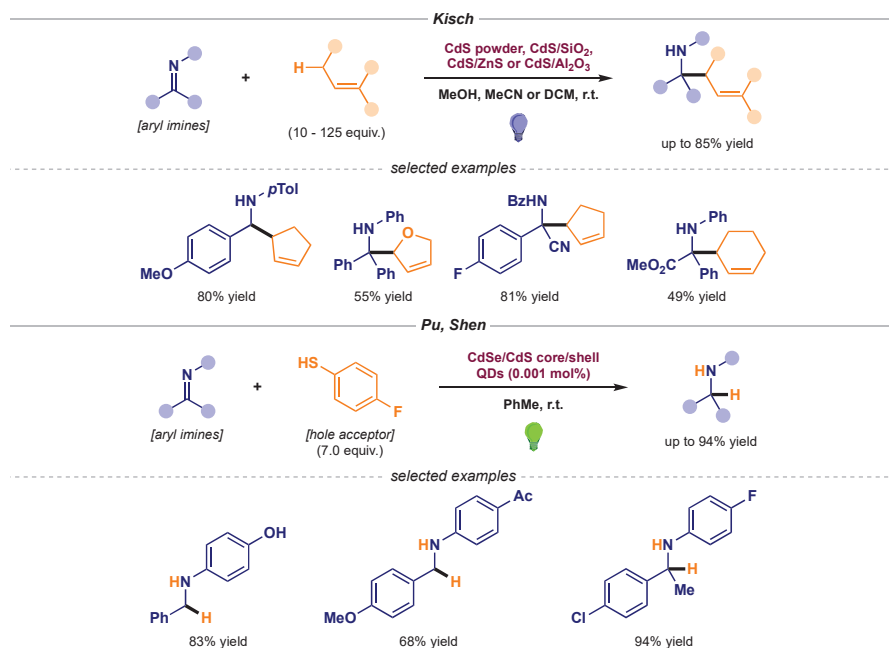 Kisch
N
[aryl imines]
+
H
(10 - 125 equiv.)
CdS powder, CdS/SiO2,
CdS/ZnS or CdS/Al2O3
MeOH, MeCN or DCM, r.t.
HN
up to 85% yield
selected examples
HN pTol
MeO
80% yield
HN Ph
O
Ph Ph
55% yield
BzHN
CN
F
81% yield
HN Ph
MeO2C
Ph
49% yield
Pu, Shen
N
[aryl imines]
+
HS
F
[hole acceptor]
(7.0 equiv.)
CdSe/CdS core/shell
QDs (0.001 mol%)
PhMe, r.t.
HN
H
up to 94% yield
selected examples
OH
HN
Ph H
83% yield
Ac
HN
H
MeO
68% yield
F
HN
H
Me
Cl
94% yield